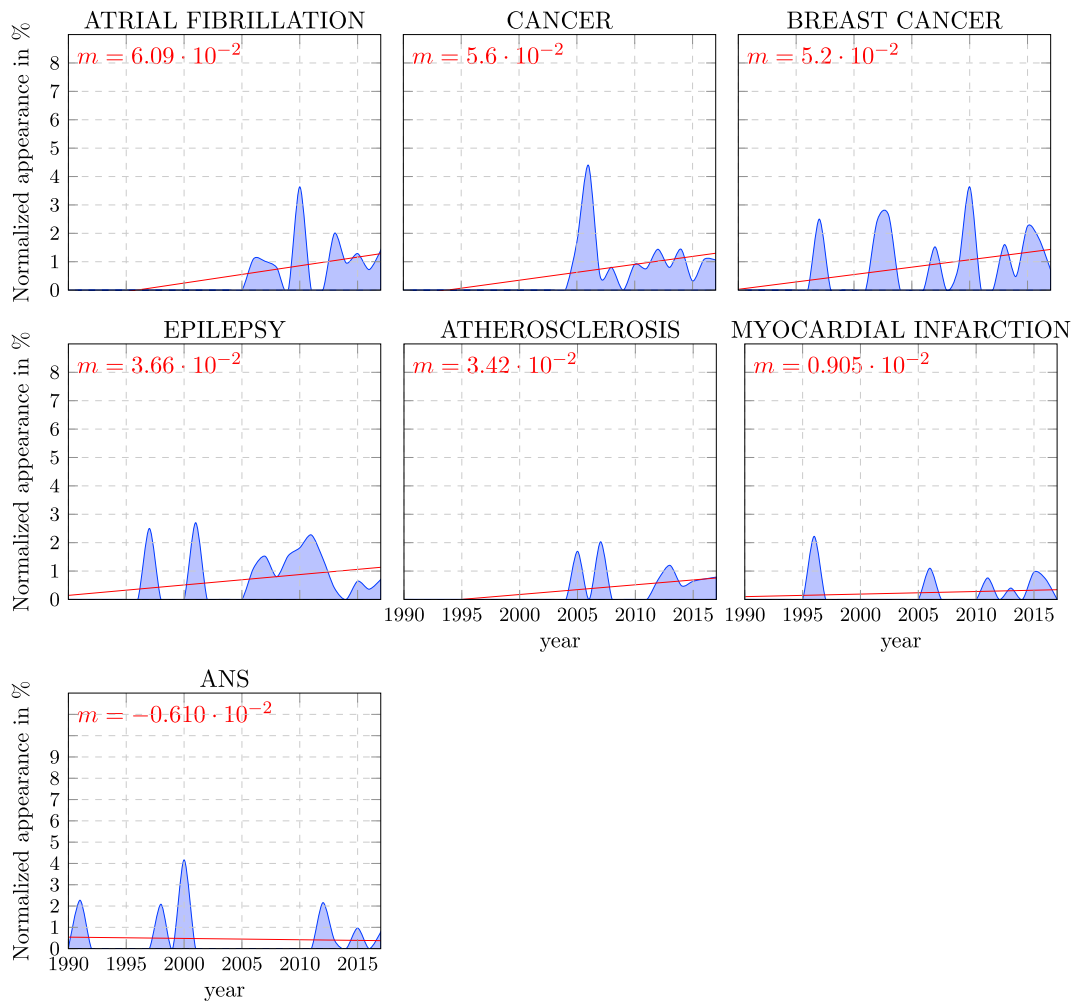 ATRIAL FIBRILLATION
CANCER
BREAST CANCER
m = 6.09 · 10⁻²
m = 5.6 · 10⁻²
m = 5.2 · 10⁻²
Normalized appearance in %
8
7
6
5
4
3
2
1
0
EPILEPSY
ATHEROSCLEROSIS
MYOCARDIAL INFARCTION
m = 3.66 · 10⁻²
m = 3.42 · 10⁻²
m = 0.905 · 10⁻²
Normalized appearance in %
8
7
6
5
4
3
2
1
0
1990 1995 2000 2005 2010 2015
1990 1995 2000 2005 2010 2015
year
year
ANS
m = −0.610 · 10⁻²
Normalized appearance in %
9
8
7
6
5
4
3
2
1
0
1990 1995 2000 2005 2010 2015
year